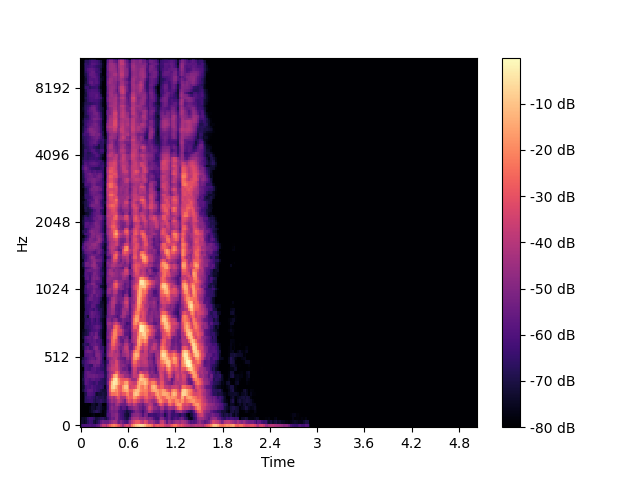 8192
4096
2048
1024
512
0
Hz
0 0.6 1.2 1.8 2.4 3 3.6 4.2 4.8
Time
-10 dB
-20 dB
-30 dB
-40 dB
-50 dB
-60 dB
-70 dB
-80 dB